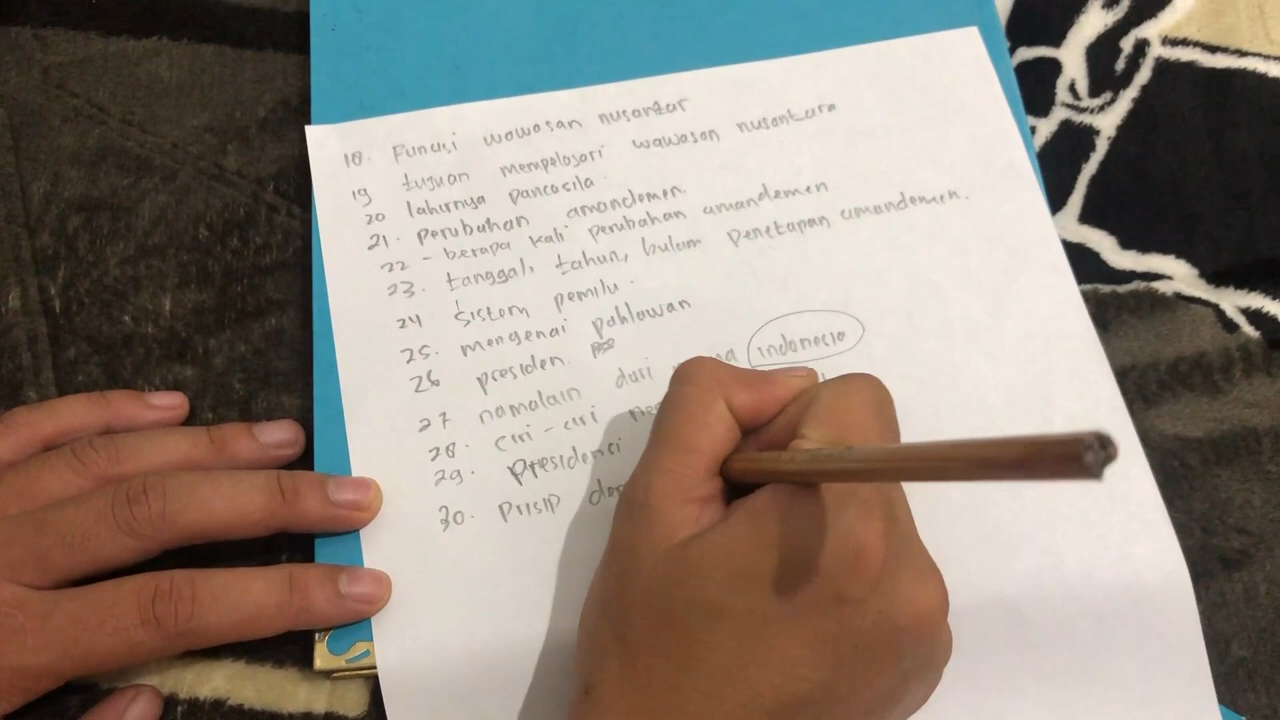 18. Fungsi wawasan nusantar
19 tujuan mempelajari wawasan nusantara
20 lahirnya pancasila.
21. perubahan amandemen.
22 - berapa kali perubahan amandemen
23. tanggal, tahun, bulam penetapan amandemen.
24 Sistem pemilu.
25. mengenai pahlawan
26 presiden.
27 namalain dari indonesia
28. ciri-ciri
29. Presidensi
30. Prisip